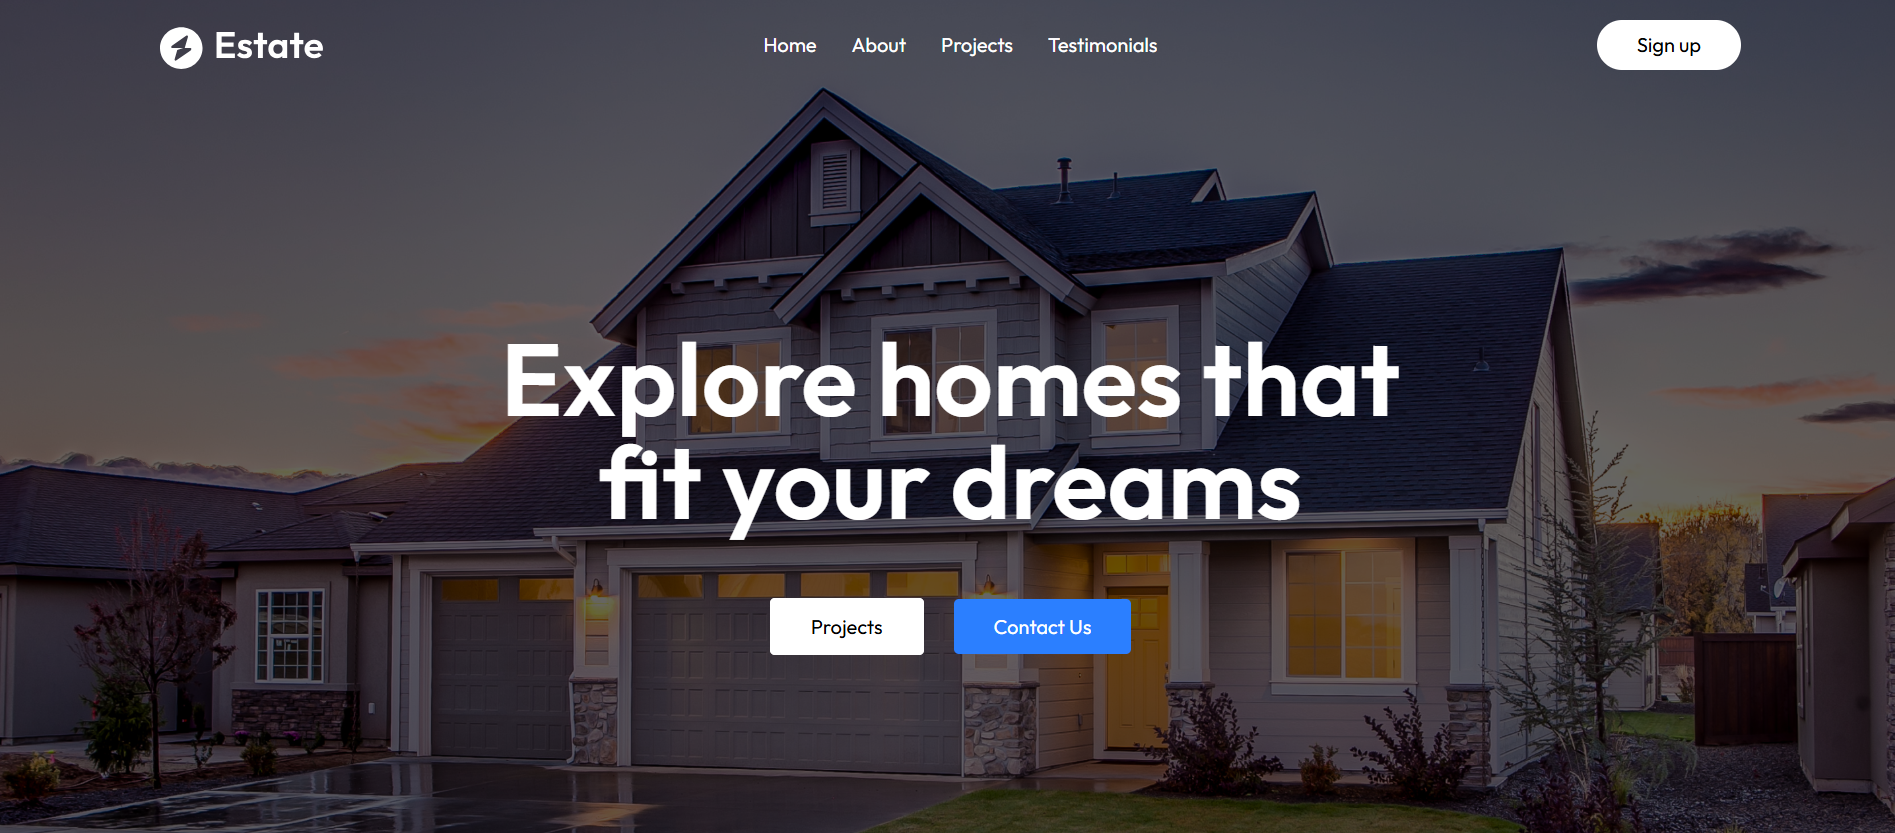 Estate
Home About Projects Testimonials
Sign up
Explore homes that
fit your dreams
Projects
Contact Us